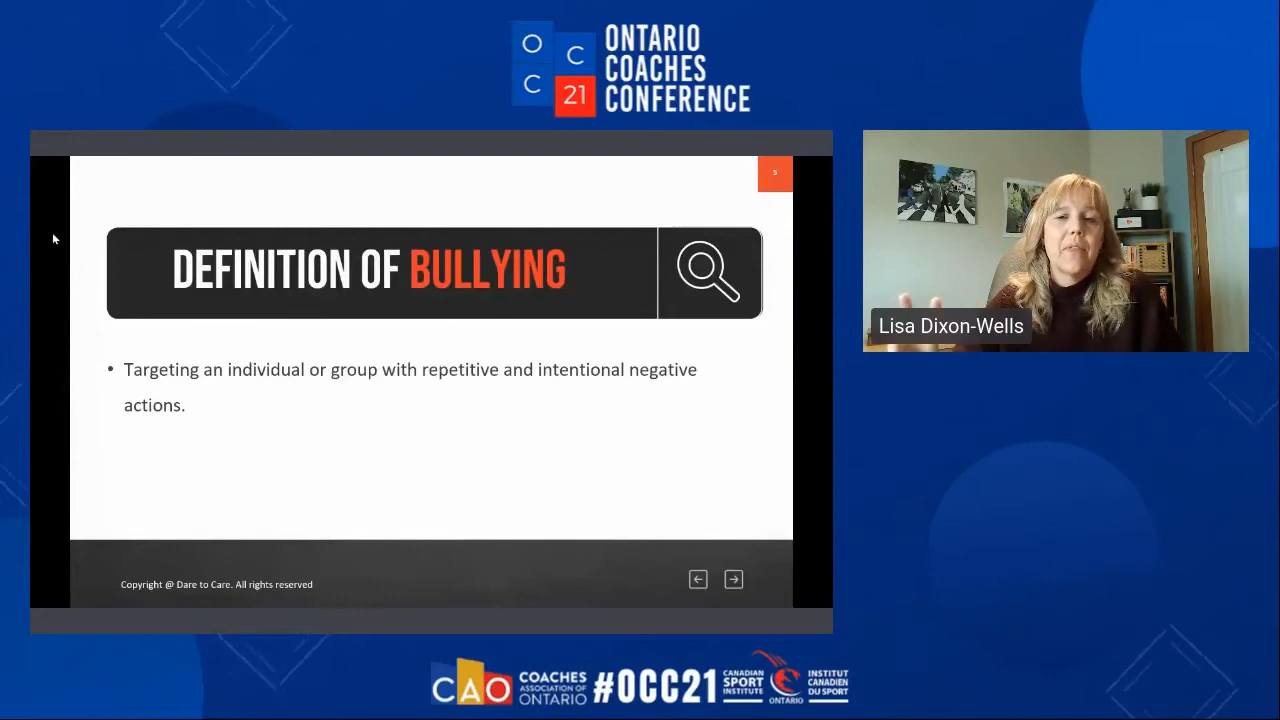 O
C
C
21
ONTARIO
COACHES
CONFERENCE
5
DEFINITION OF BULLYING
• Targeting an individual or group with repetitive and intentional negative
actions.
Copyright @ Dare to Care. All rights reserved
Lisa Dixon-Wells
CAO
COACHES
ASSOCIATION OF
ONTARIO
#OCC21
CANADIAN
SPORT
INSTITUTE
ONTARIO
INSTITUT
CANADIEN
DU SPORT